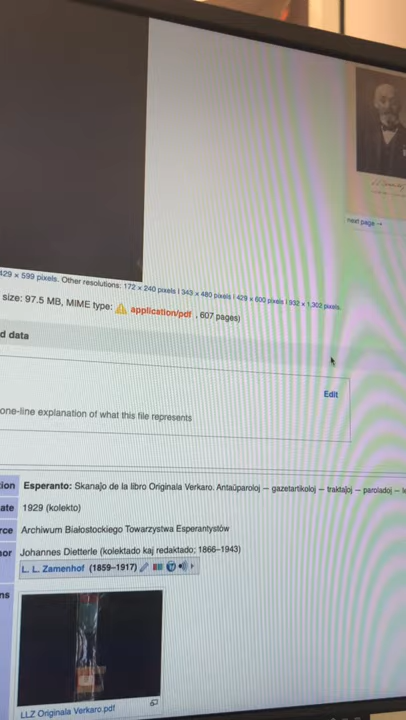 next page →
429 × 599 pixels. Other resolutions: 172 × 240 pixels | 343 × 480 pixels | 429 × 600 pixels | 932 × 1,302 pixels.
size: 97.5 MB, MIME type: application/pdf, 607 pages)
d data
Edit
one-line explanation of what this file represents
ion Esperanto: Skanaĵo de la libro Originala Verkaro. Antaŭparoloj — gazetartikoloj — traktaĵoj — paroladoj —
ate 1929 (kolekto)
rce Archiwum Białostockiego Towarzystwa Esperantystów
or Johannes Dietterle (kolektado kaj redaktado; 1866–1943)
L. L. Zamenhof (1859–1917)
ns
LLZ Originala Verkaro.pdf